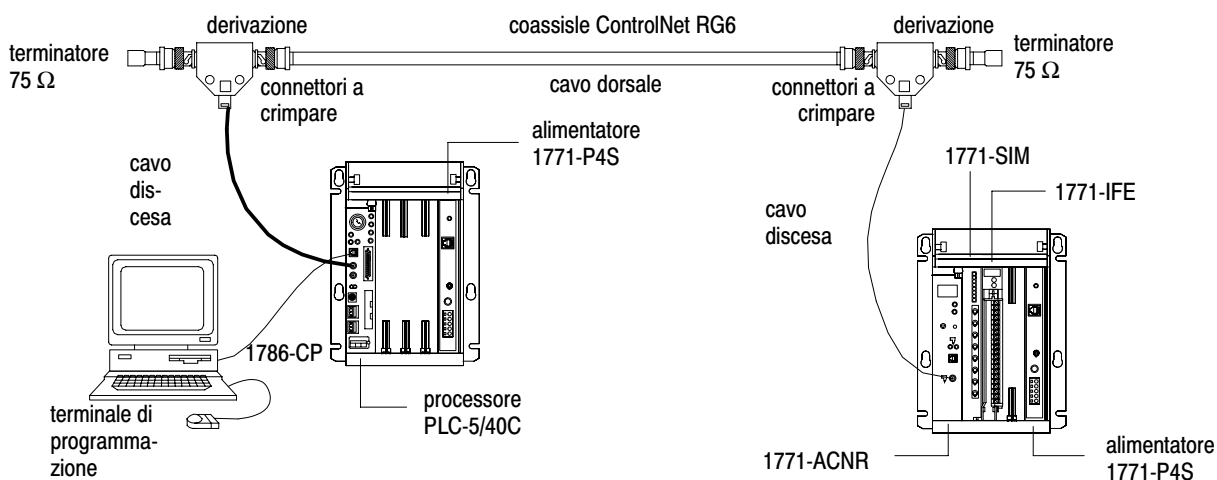 derivazione
coassisle ControlNet RG6
derivazione
terminatore
75 Ω
terminatore
75 Ω
connettori a
crimpare
cavo dorsale
connettori a
crimpare
alimentatore
1771-P4S
cavo
dis-
cesa
1771-SIM
1771-IFE
cavo
discesa
1786-CP
terminale di
programma-
zione
processore
PLC-5/40C
1771-ACNR
alimentatore
1771-P4S